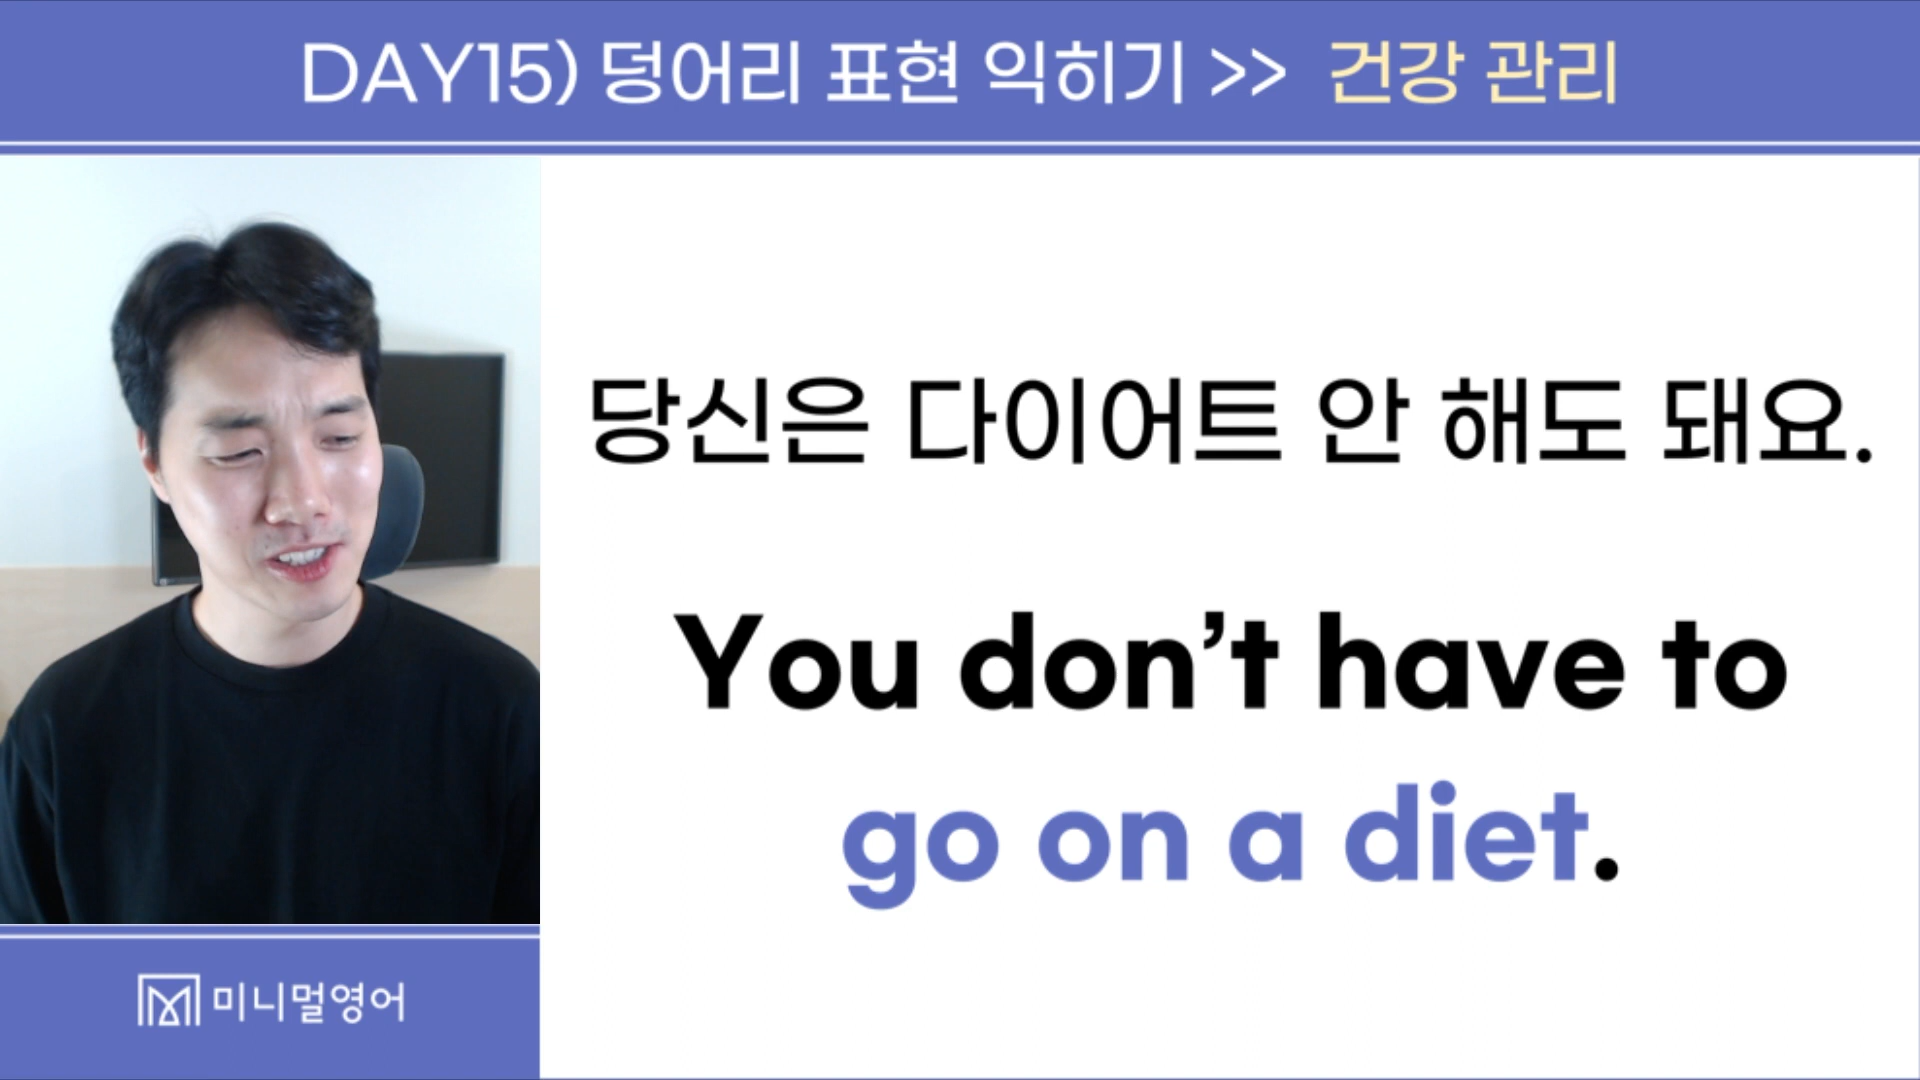 DAY15) 덩어리 표현 익히기 >> 건강 관리
당신은 다이어트 안 해도 돼요.
You don’t have to
go on a diet.
미니멀영어